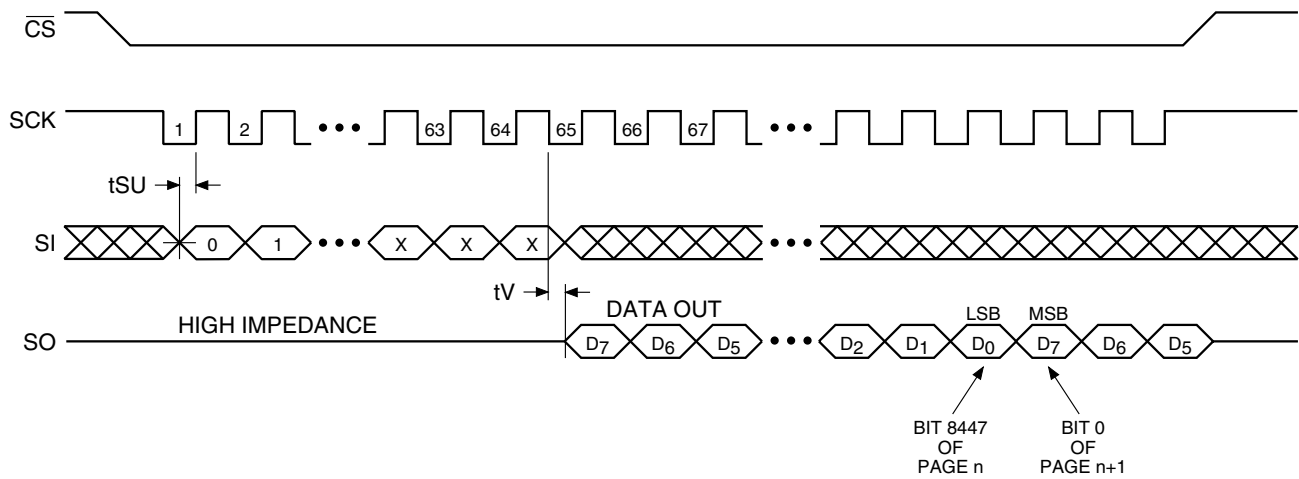 CS
SCK 1 2 ••• 63 64 65 66 67 •••
tSU
SI 0 1 ••• X X X •••
tV
HIGH IMPEDANCE DATA OUT LSB MSB
SO D7 D6 D5 ••• D2 D1 D0 D7 D6 D5
BIT 8447 BIT 0
OF OF
PAGE n PAGE n+1